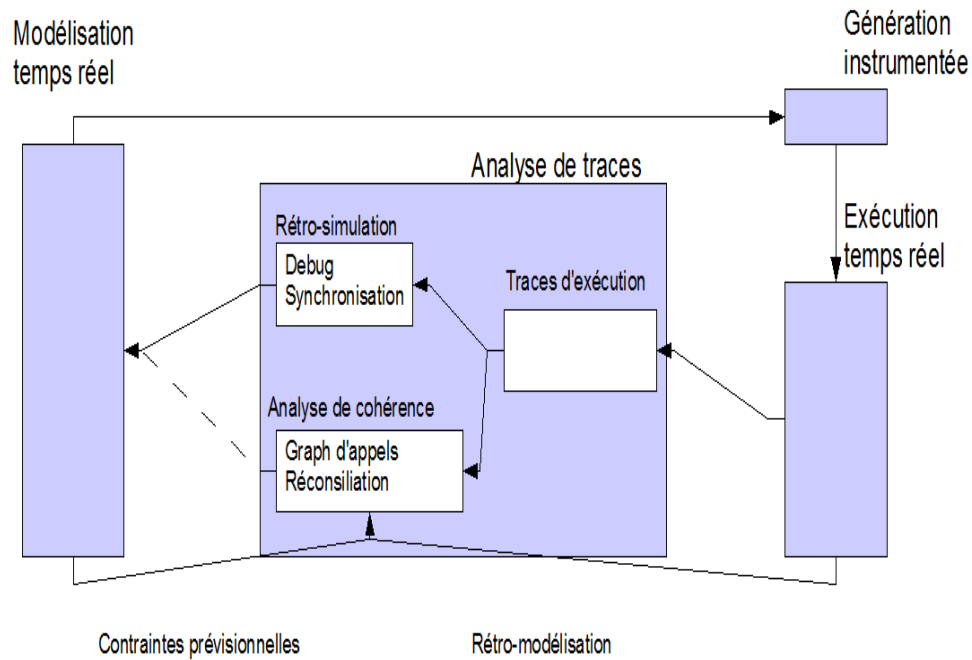 Modélisation
temps réel
Génération
instrumentée
Analyse de traces
Exécution
temps réel
Rétro-simulation
Debug
Synchronisation
Traces d'exécution
Analyse de cohérence
Graph d'appels
Réconsiliation
Contraintes prévisionnelles
Rétro-modélisation